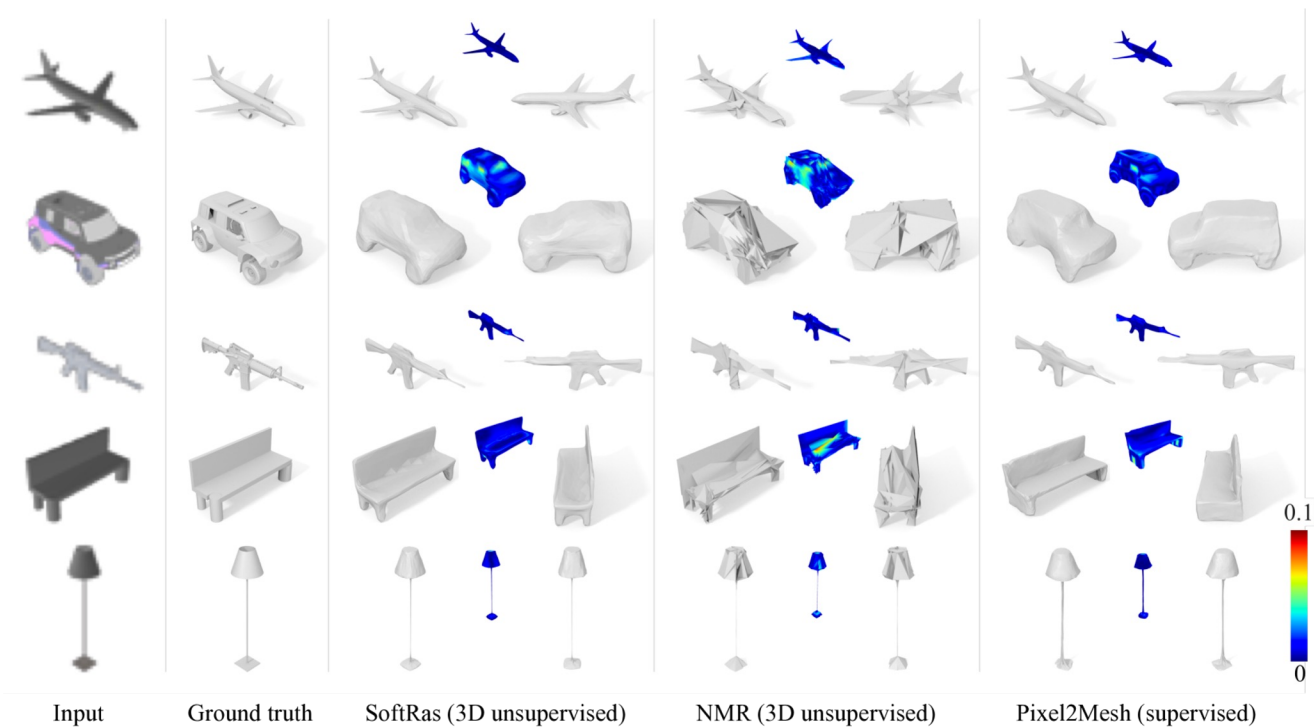 0.1
0
Input
Ground truth
SoftRas (3D unsupervised)
NMR (3D unsupervised)
Pixel2Mesh (supervised)